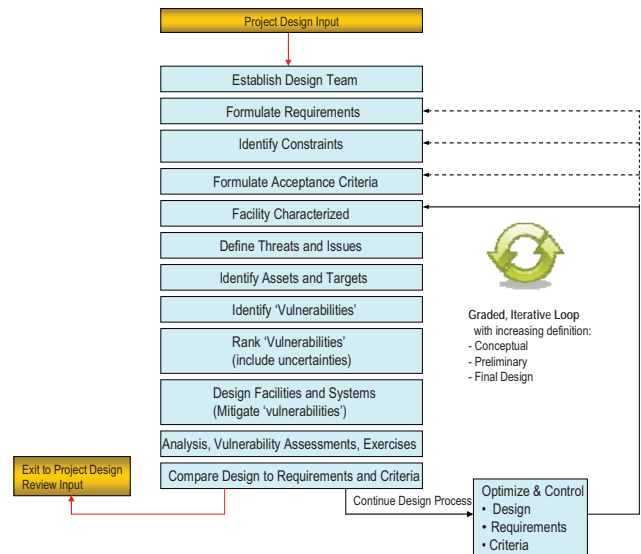 Project Design Input
Establish Design Team
Formulate Requirements
Identify Constraints
Formulate Acceptance Criteria
Facility Characterized
Define Threats and Issues
Identify Assets and Targets
Identify ‘Vulnerabilities’
Rank ‘Vulnerabilities’
(include uncertainties)
Design Facilities and Systems
(Mitigate ‘vulnerabilities’)
Analysis, Vulnerability Assessments, Exercises
Compare Design to Requirements and Criteria
Graded, Iterative Loop
with increasing definition:
- Conceptual
- Preliminary
- Final Design
Exit to Project Design
Review Input
Continue Design Process
Optimize & Control
• Design
• Requirements
• Criteria